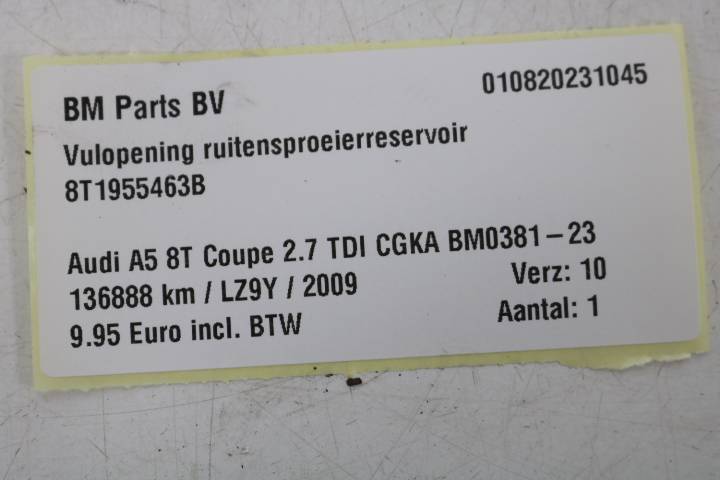 BM Parts BV 010820231045
Vulopening ruitensproeierreservoir
8T1955463B
Audi A5 8T Coupe 2.7 TDI CGKA BM0381-23
136888 km / LZ9Y / 2009 Verz: 10
9.95 Euro incl. BTW Aantal: 1